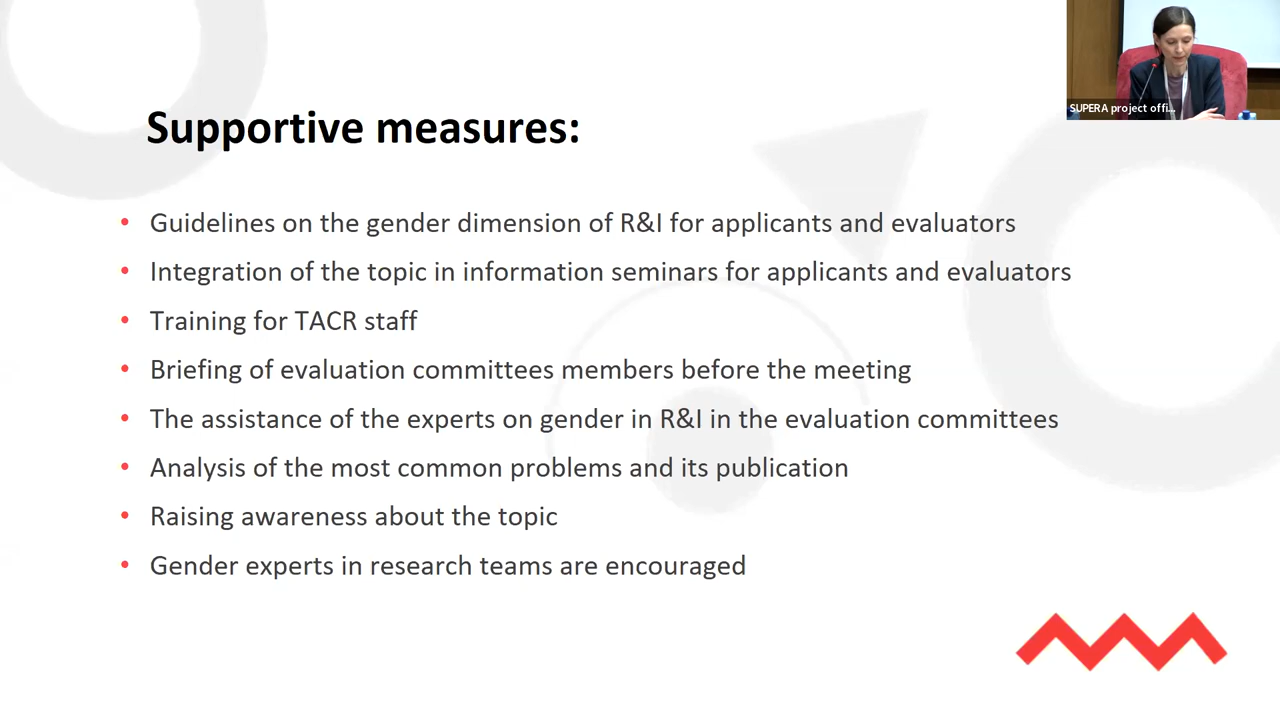 SUPERA project offi...
Supportive measures:
• Guidelines on the gender dimension of R&I for applicants and evaluators
• Integration of the topic in information seminars for applicants and evaluators
• Training for TACR staff
• Briefing of evaluation committees members before the meeting
• The assistance of the experts on gender in R&I in the evaluation committees
• Analysis of the most common problems and its publication
• Raising awareness about the topic
• Gender experts in research teams are encouraged